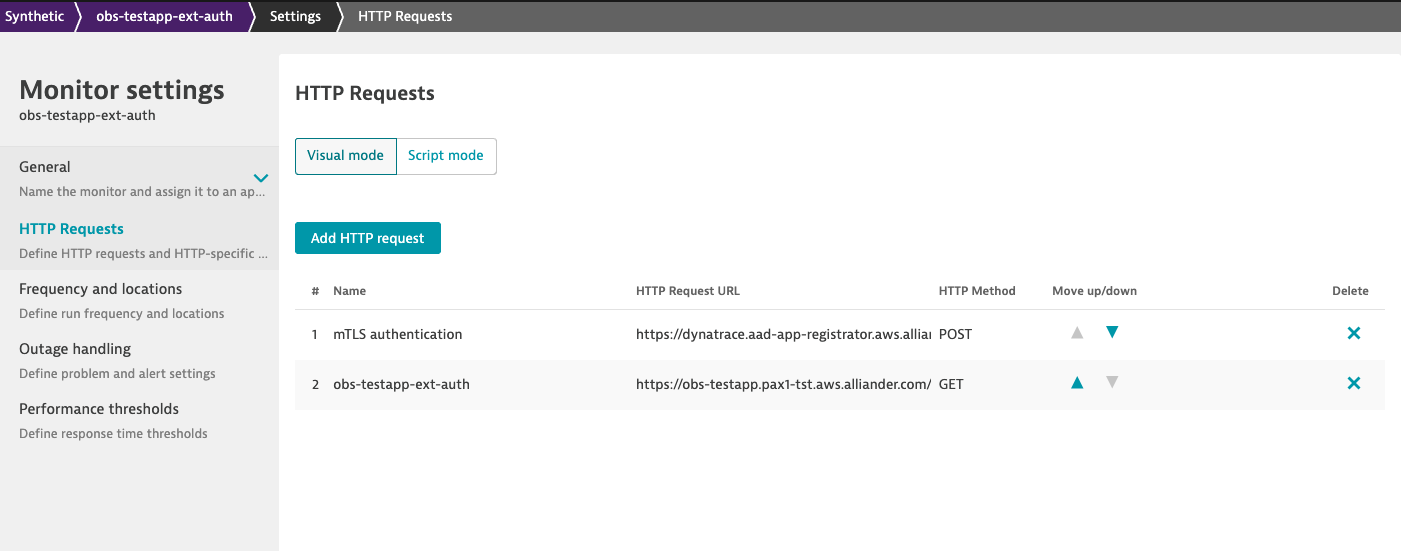 Synthetic obs-testapp-ext-auth Settings HTTP Requests
Monitor settings
obs-testapp-ext-auth
General
Name the monitor and assign it to an ap...
HTTP Requests
Define HTTP requests and HTTP-specific ...
Frequency and locations
Define run frequency and locations
Outage handling
Define problem and alert settings
Performance thresholds
Define response time thresholds
HTTP Requests
Visual mode Script mode
Add HTTP request
# Name HTTP Request URL HTTP Method Move up/down Delete
1 mTLS authentication https://dynatrace.aad-app-registrator.aws.alliar POST
2 obs-testapp-ext-auth https://obs-testapp.pax1-tst.aws.alliander.com/ GET